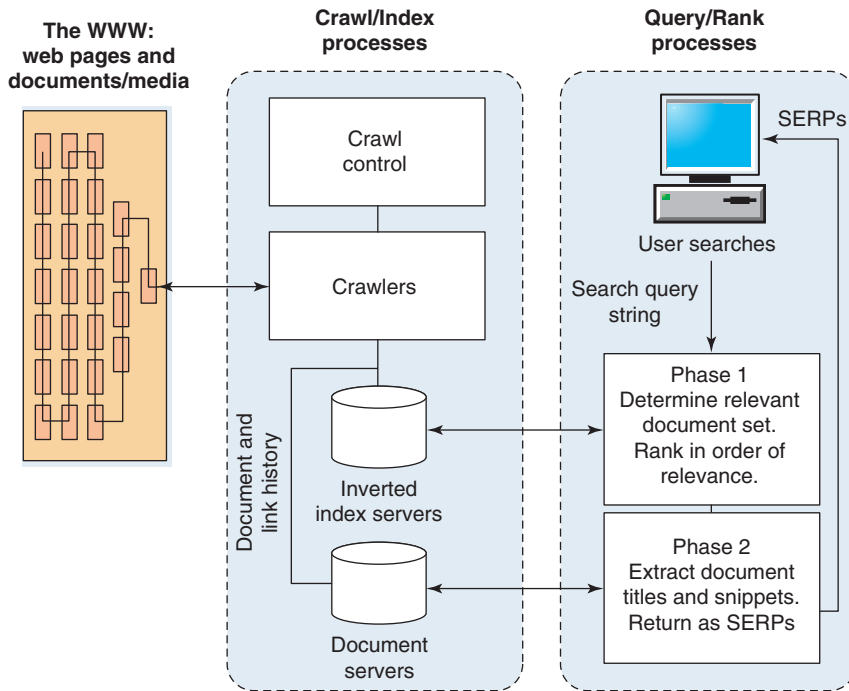 The WWW:
web pages and
documents/media
Crawl/Index
processes
Crawl
control
Crawlers
Document and
link history
Inverted
index servers
Document
servers
Query/Rank
processes
SERPs
User searches
Search query
string
Phase 1
Determine relevant
document set.
Rank in order of
relevance.
Phase 2
Extract document
titles and snippets.
Return as SERPs